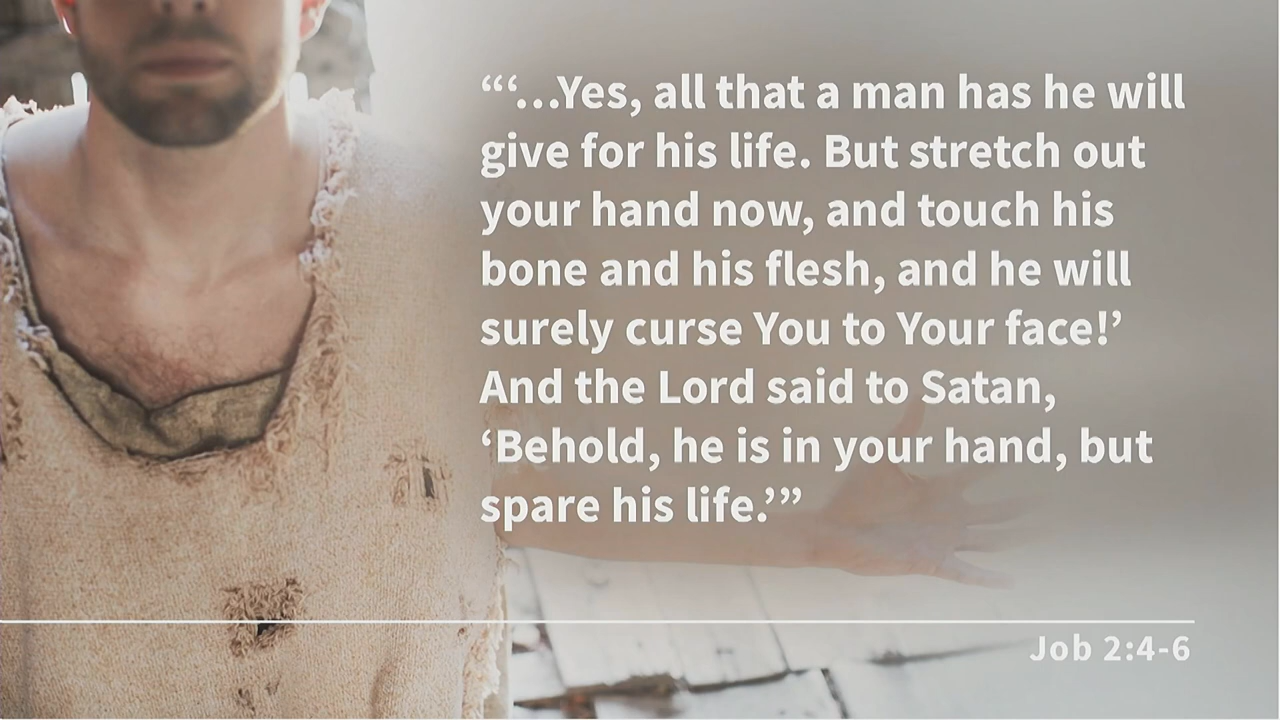 “‘…Yes, all that a man has he will
give for his life. But stretch out
your hand now, and touch his
bone and his flesh, and he will
surely curse You to Your face!’
And the Lord said to Satan,
‘Behold, he is in your hand, but
spare his life.’”
Job 2:4-6